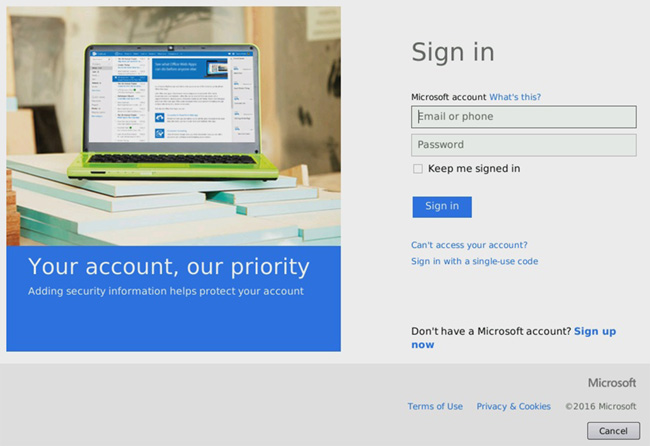 Sign in
Microsoft account What's this?
Email or phone
Password
Keep me signed in
Sign in
Your account, our priority
Adding security information helps protect your account
Can't access your account?
Sign in with a single-use code
Don't have a Microsoft account? Sign up
now
Microsoft
Terms of Use Privacy & Cookies ©2016 Microsoft
Cancel